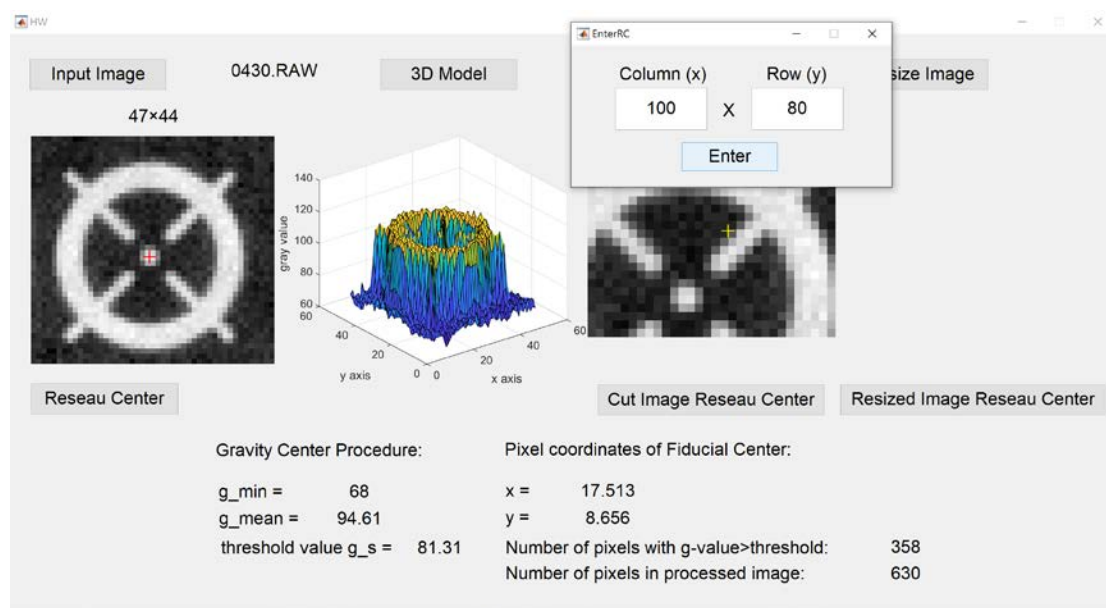 HW
EnterRC
Column (x) Row (y)
100 X 80
Enter
Input Image 0430.RAW 3D Model size Image
47×44
140
120
100
80
60
gray value
60
40
20
0
y axis
0
20
40
60
x axis
Reseau Center Cut Image Reseau Center Resized Image Reseau Center
Gravity Center Procedure: Pixel coordinates of Fiducial Center:
g_min = 68 x = 17.513
g_mean = 94.61 y = 8.656
threshold value g_s = 81.31 Number of pixels with g-value>threshold: 358
Number of pixels in processed image: 630